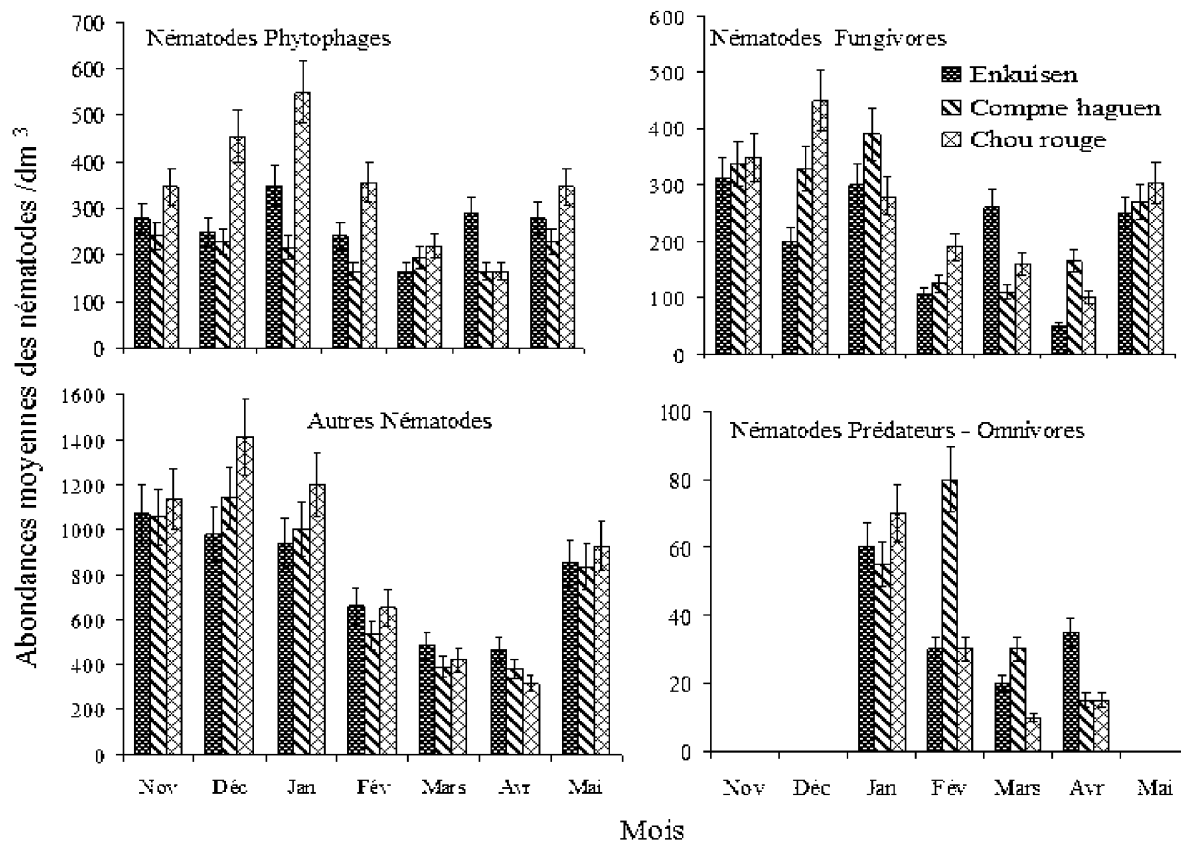 Abondances moyennes des nématodes /dm 3
Nématodes Phytophages
700
600
500
400
300
200
100
0
Nématodes Fungivores
Enkuisen
Compne haguen
Chou rouge
600
500
400
300
200
100
0
Autres Nématodes
1600
1400
1200
1000
800
600
400
200
0
Nov Déc Jan Fév Mars Avr Mai
Nématodes Prédateurs - Omnivores
100
80
60
40
20
0
Nov Déc Jan Fév Mars Avr Mai
Mois